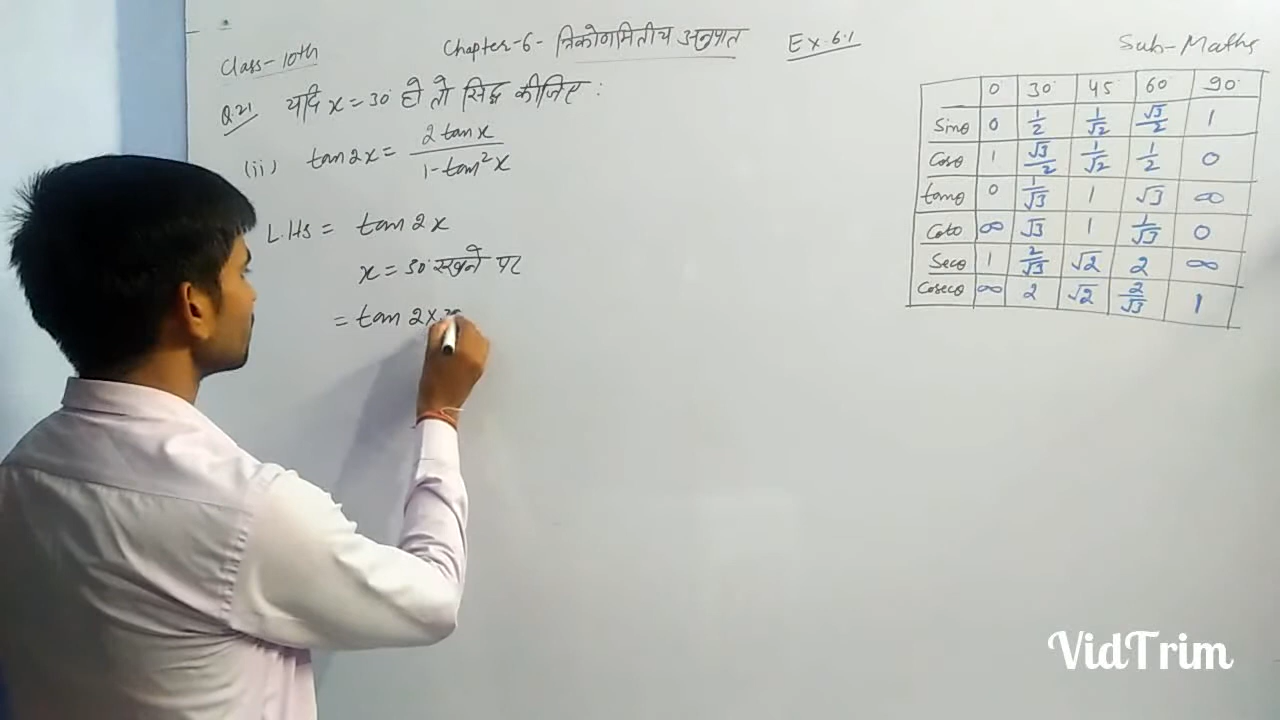 Class-10th Chapter-6- त्रिकोणमितीय अनुपात Ex.6.1 Sub-Maths
Q.21 यदि x = 30° हो तो सिद्ध कीजिए :
(ii) tan2x = 2 tanx / 1-tan²x
L.Hs = tan 2x
x = 30° रखने पर
= tan 2x
0° 30° 45° 60° 90°
Sinθ 0 1/2 1/√2 √3/2 1
Cosθ 1 √3/2 1/√2 1/2 0
tanθ 0 1/√3 1 √3 ∞
Cotθ ∞ √3 1 1/√3 0
Secθ 1 2/√3 √2 2 ∞
Cosecθ ∞ 2 √2 2/√3 1
VidTrim